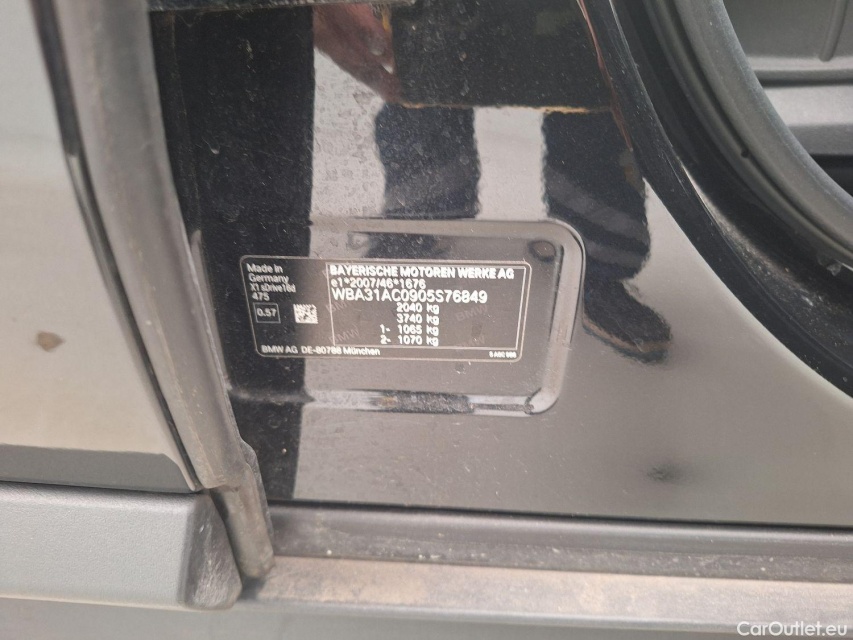 Made in
Germany
X1 sDrive18d
475
0.57
BAYERISCHE MOTOREN WERKE AG
e1*2007/46*1676
WBA31AC0905S76849
2040 kg
3740 kg
1- 1065 kg
2- 1070 kg
BMW AG DE-80788 München
CarOutlet.eu